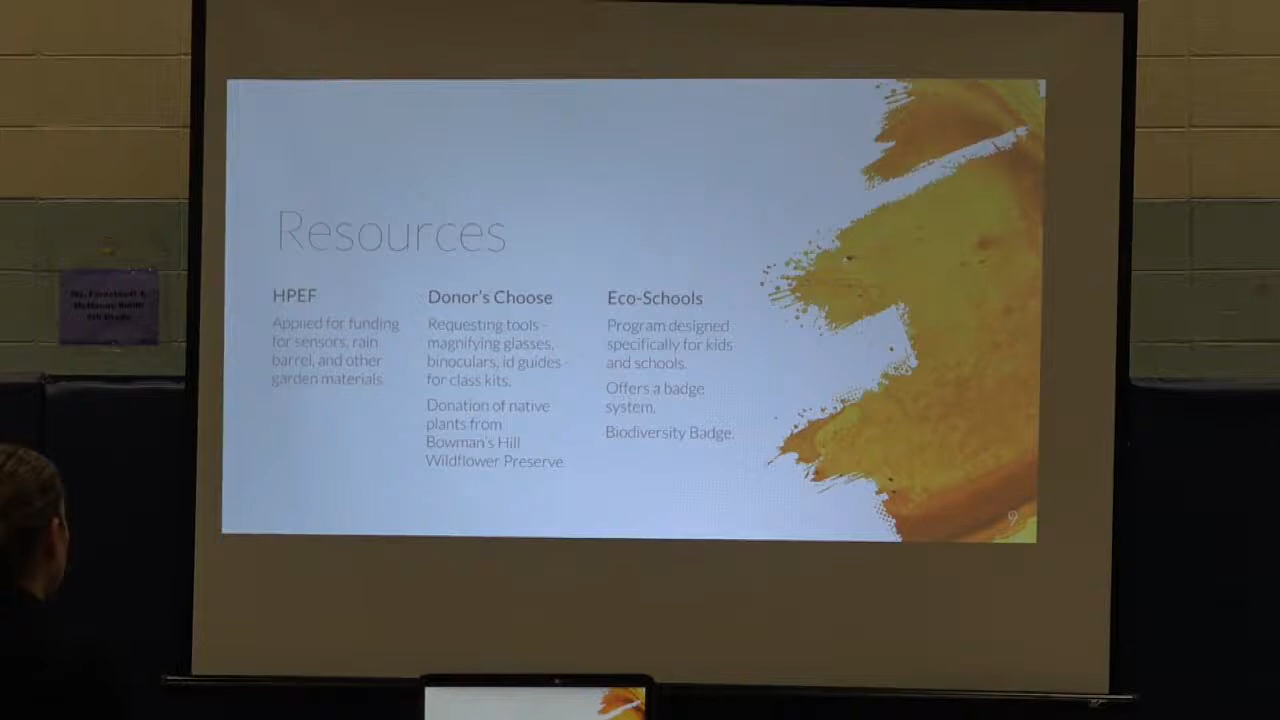 Resources
HPEF
Applied for funding
for sensors, rain
barrel, and other
garden materials.
Donor's Choose
Requesting tools -
magnifying glasses,
binoculars, id guides -
for class kits.
Donation of native
plants from
Bowman's Hill
Wildflower Preserve.
Eco-Schools
Program designed
specifically for kids
and schools.
Offers a badge
system.
Biodiversity Badge.
9